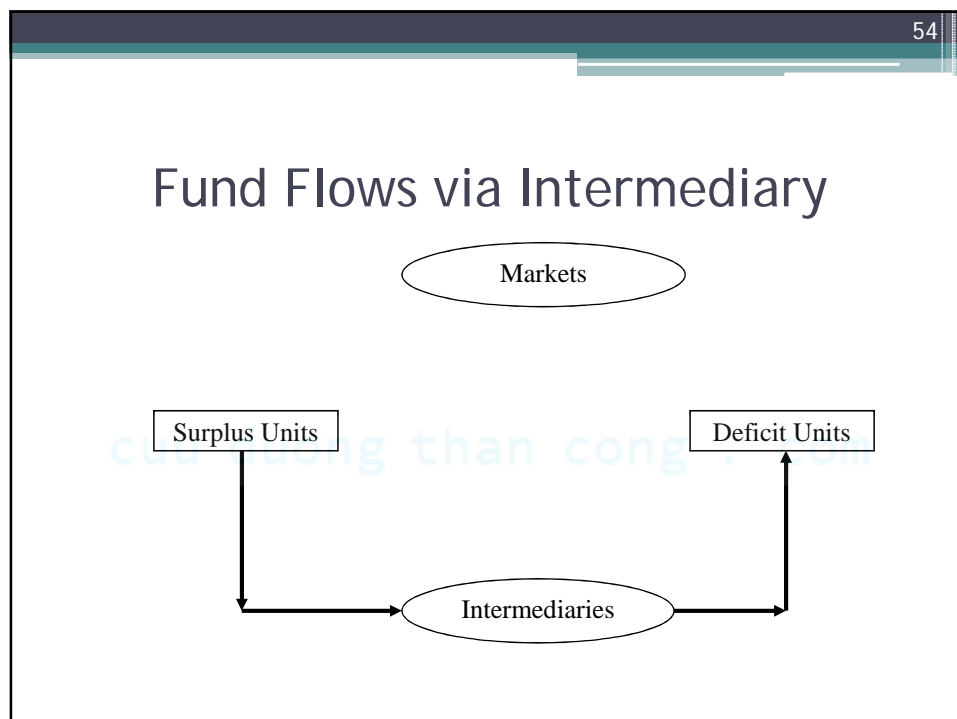 54
Fund Flows via Intermediary
Markets
Surplus Units
Deficit Units
cuu duong than cong . com
Intermediaries